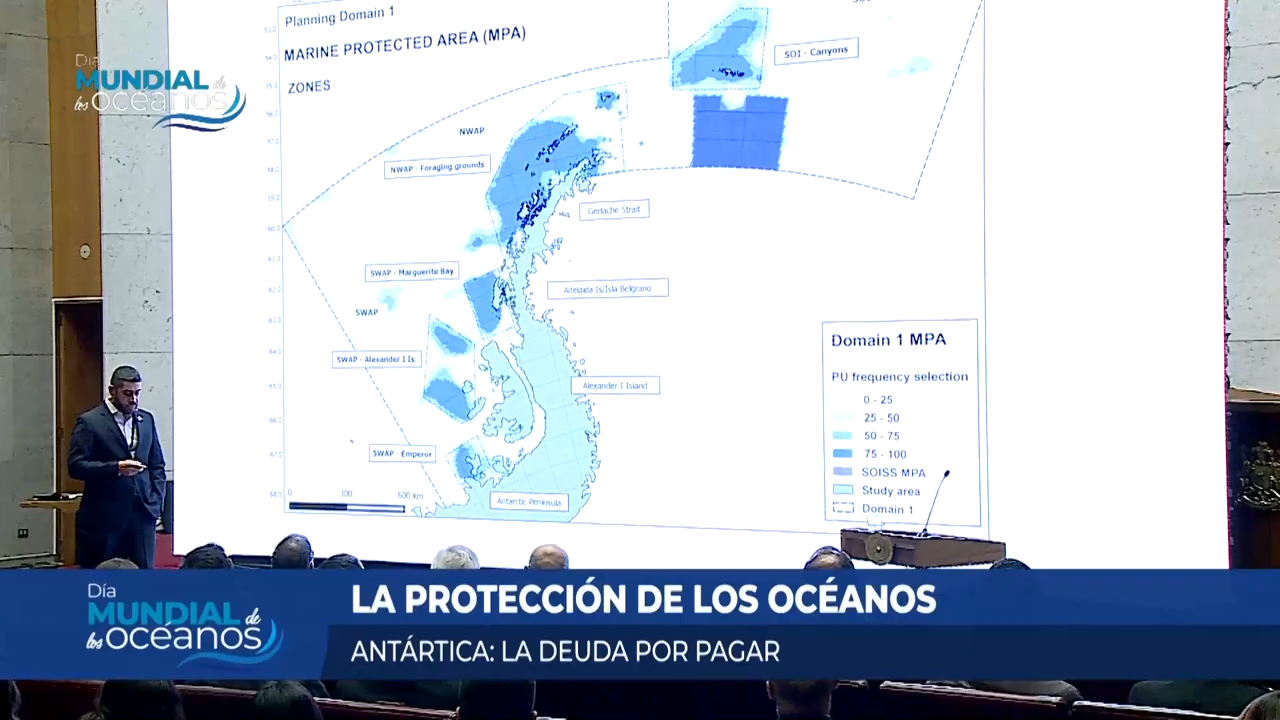 Planning Domain 1
MARINE PROTECTED AREA (MPA)
ZONES
Día
MUNDIAL de
los océanos
SOI - Canyons
NWAP
NWAP - Foraging grounds
Gerlache Strait
SWAP - Marguerite Bay
Adelaida Is/Isla Belgrano
SWAP
SWAP - Alexander I Is.
Alexander I Island
SWAP - Emperor
Antarctic Peninsula
0 300 600 km
Domain 1 MPA
PU frequency selection
0 - 25
25 - 50
50 - 75
75 - 100
SOISS MPA
Study area
Domain 1
Día
MUNDIAL de
los océanos
LA PROTECCIÓN DE LOS OCÉANOS
ANTÁRTICA: LA DEUDA POR PAGAR